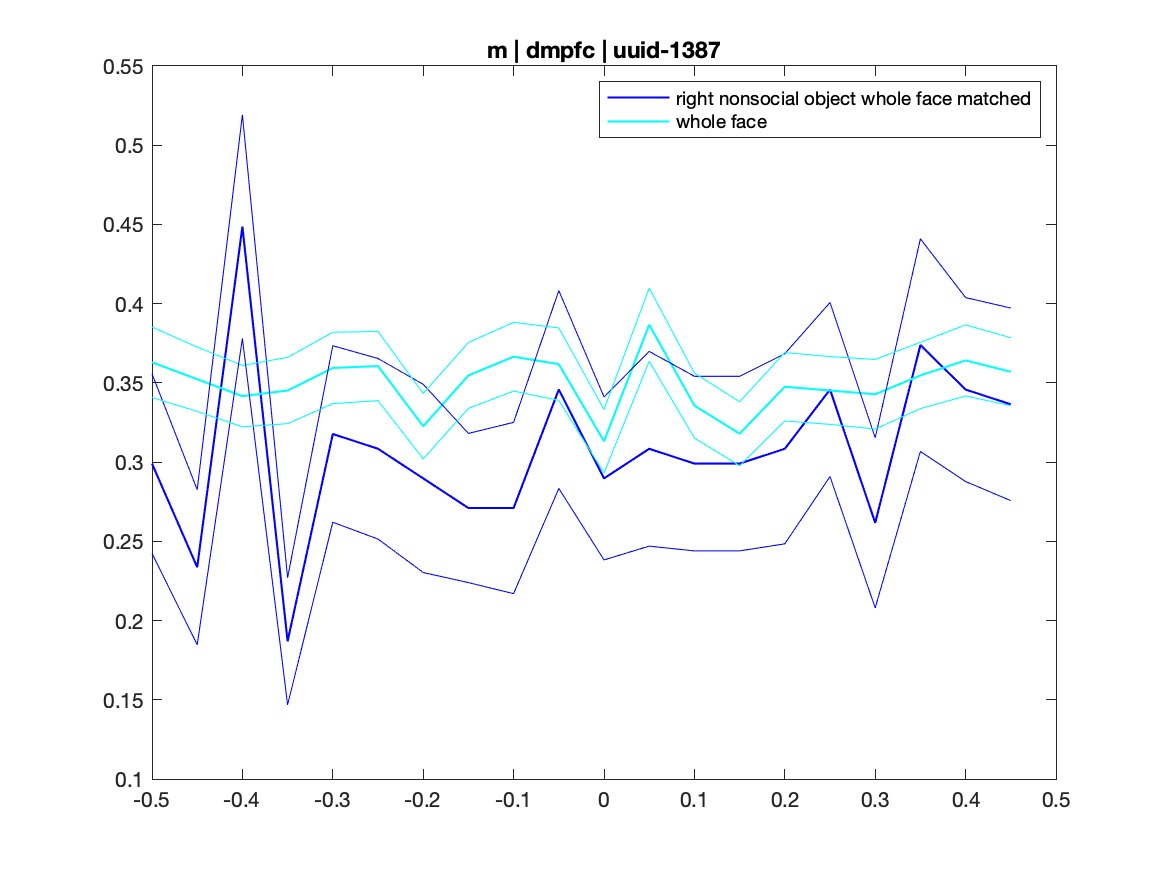 m | dmpfc | uuid-1387
right nonsocial object whole face matched
whole face
0.55
0.5
0.45
0.4
0.35
0.3
0.25
0.2
0.15
0.1
-0.5 -0.4 -0.3 -0.2 -0.1 0 0.1 0.2 0.3 0.4 0.5